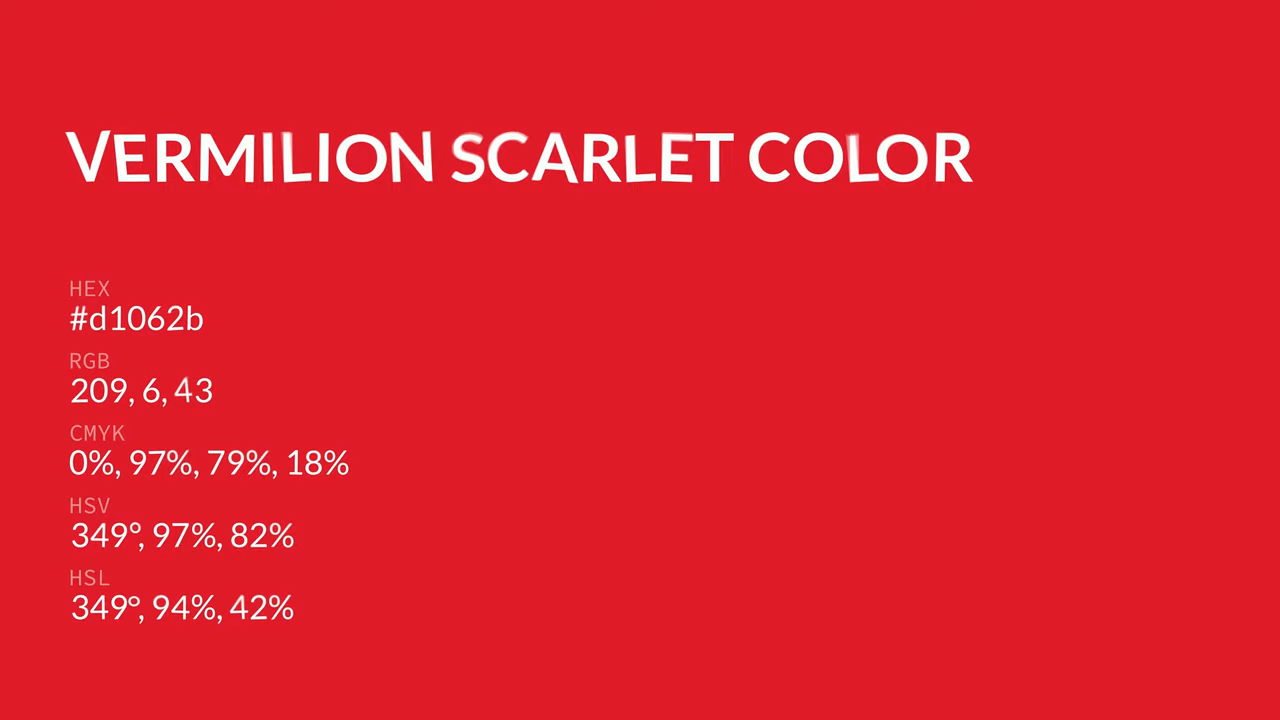 VERMILION SCARLET COLOR
HEX
#d1062b
RGB
209, 6, 43
CMYK
0%, 97%, 79%, 18%
HSV
349°, 97%, 82%
HSL
349º, 94%, 42%